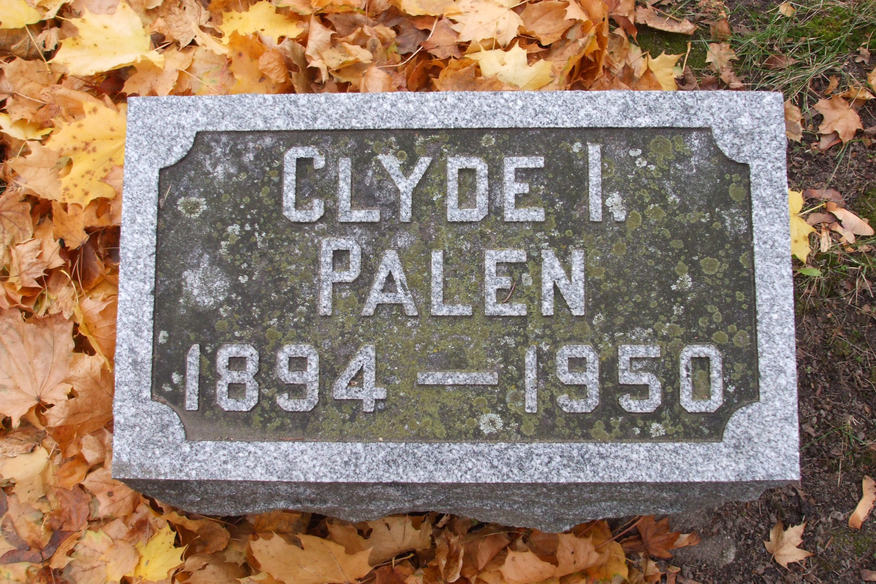 CLYDE I.
PALEN
1894 — 1950